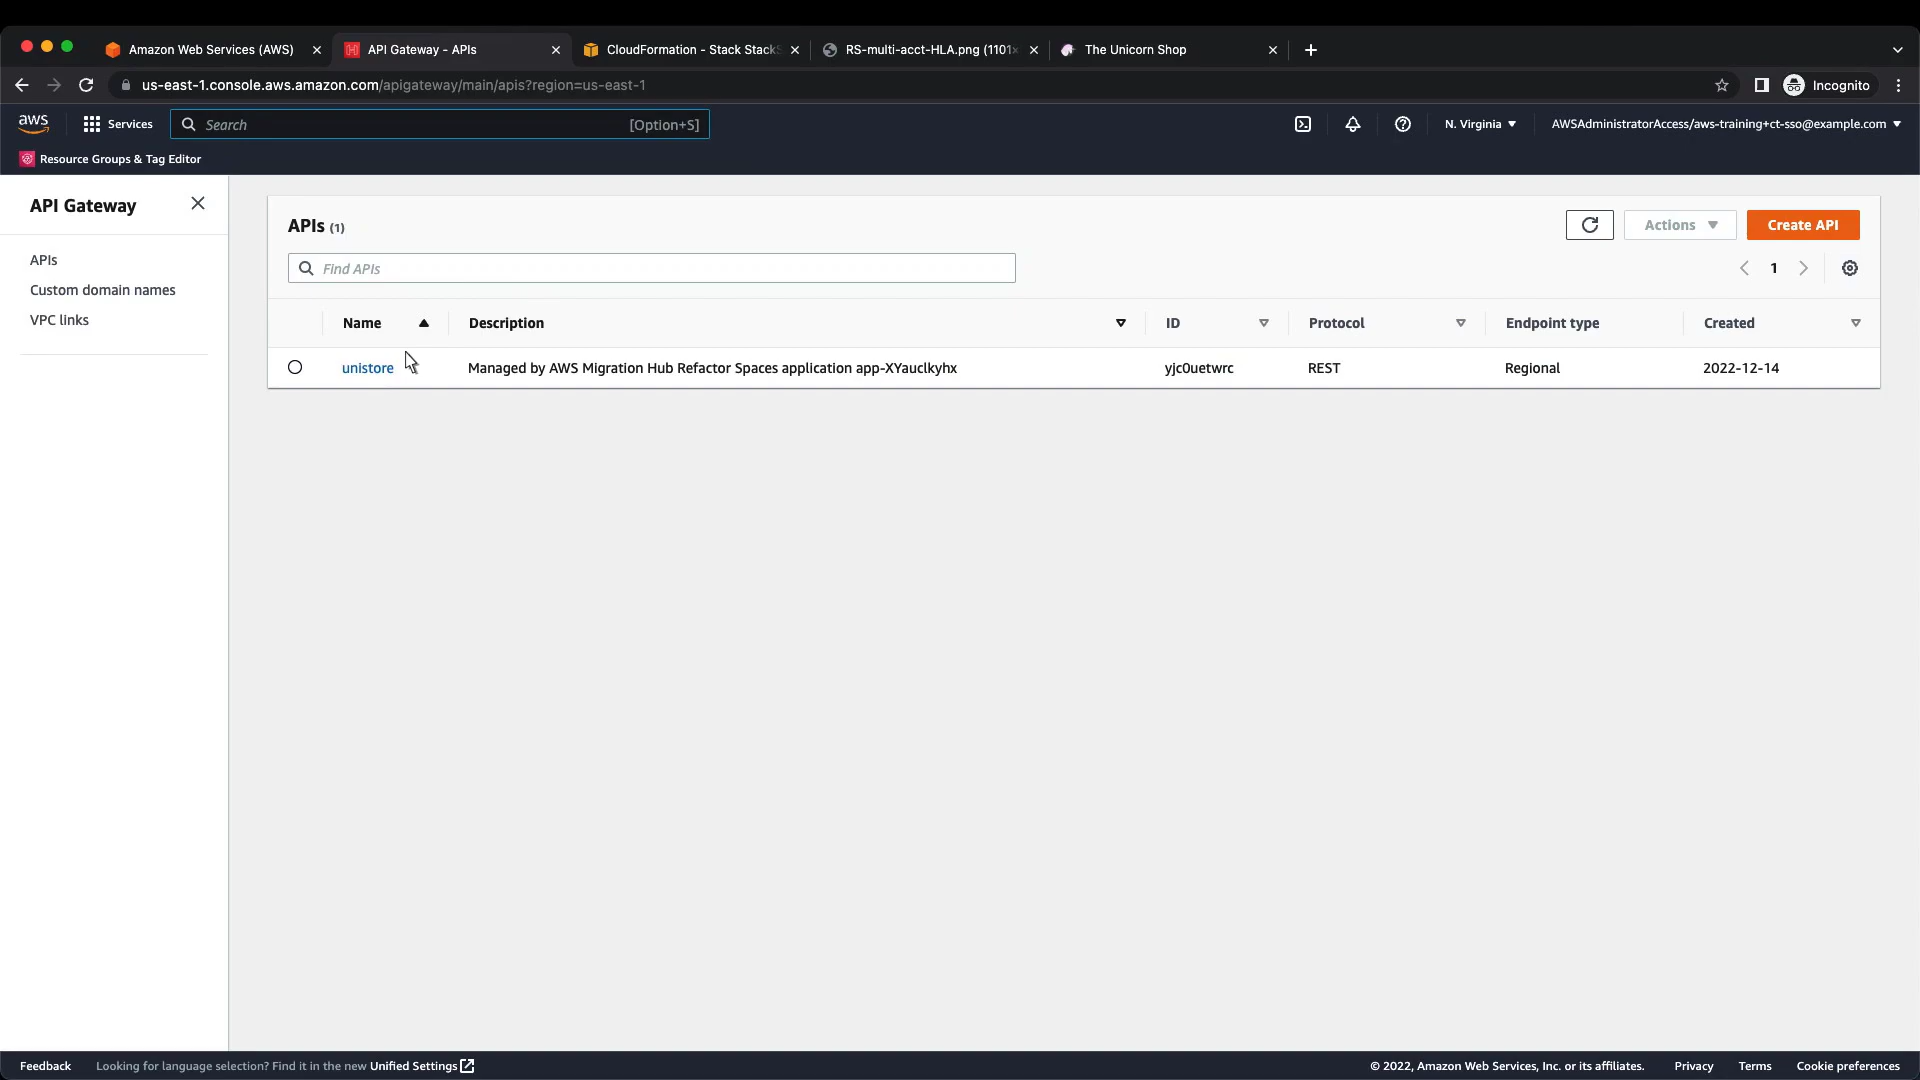 Amazon Web Services (AWS)
API Gateway - APIs
CloudFormation - Stack StackS
RS-multi-acct-HLA.png (1101×
The Unicorn Shop
us-east-1.console.aws.amazon.com/apigateway/main/apis?region=us-east-1
Incognito
aws
Services
Search
[Option+S]
N. Virginia
AWSAdministratorAccess/aws-training+ct-sso@example.com
Resource Groups & Tag Editor
API Gateway
APIs
Custom domain names
VPC links
APIs (1)
Actions
Create API
Find APIs
1
Name Description ID Protocol Endpoint type Created
unistore Managed by AWS Migration Hub Refactor Spaces application app-XYauclkyhx yjc0uetwrc REST Regional 2022-12-14
Feedback
Looking for language selection? Find it in the new Unified Settings
© 2022, Amazon Web Services, Inc. or its affiliates.
Privacy
Terms
Cookie preferences